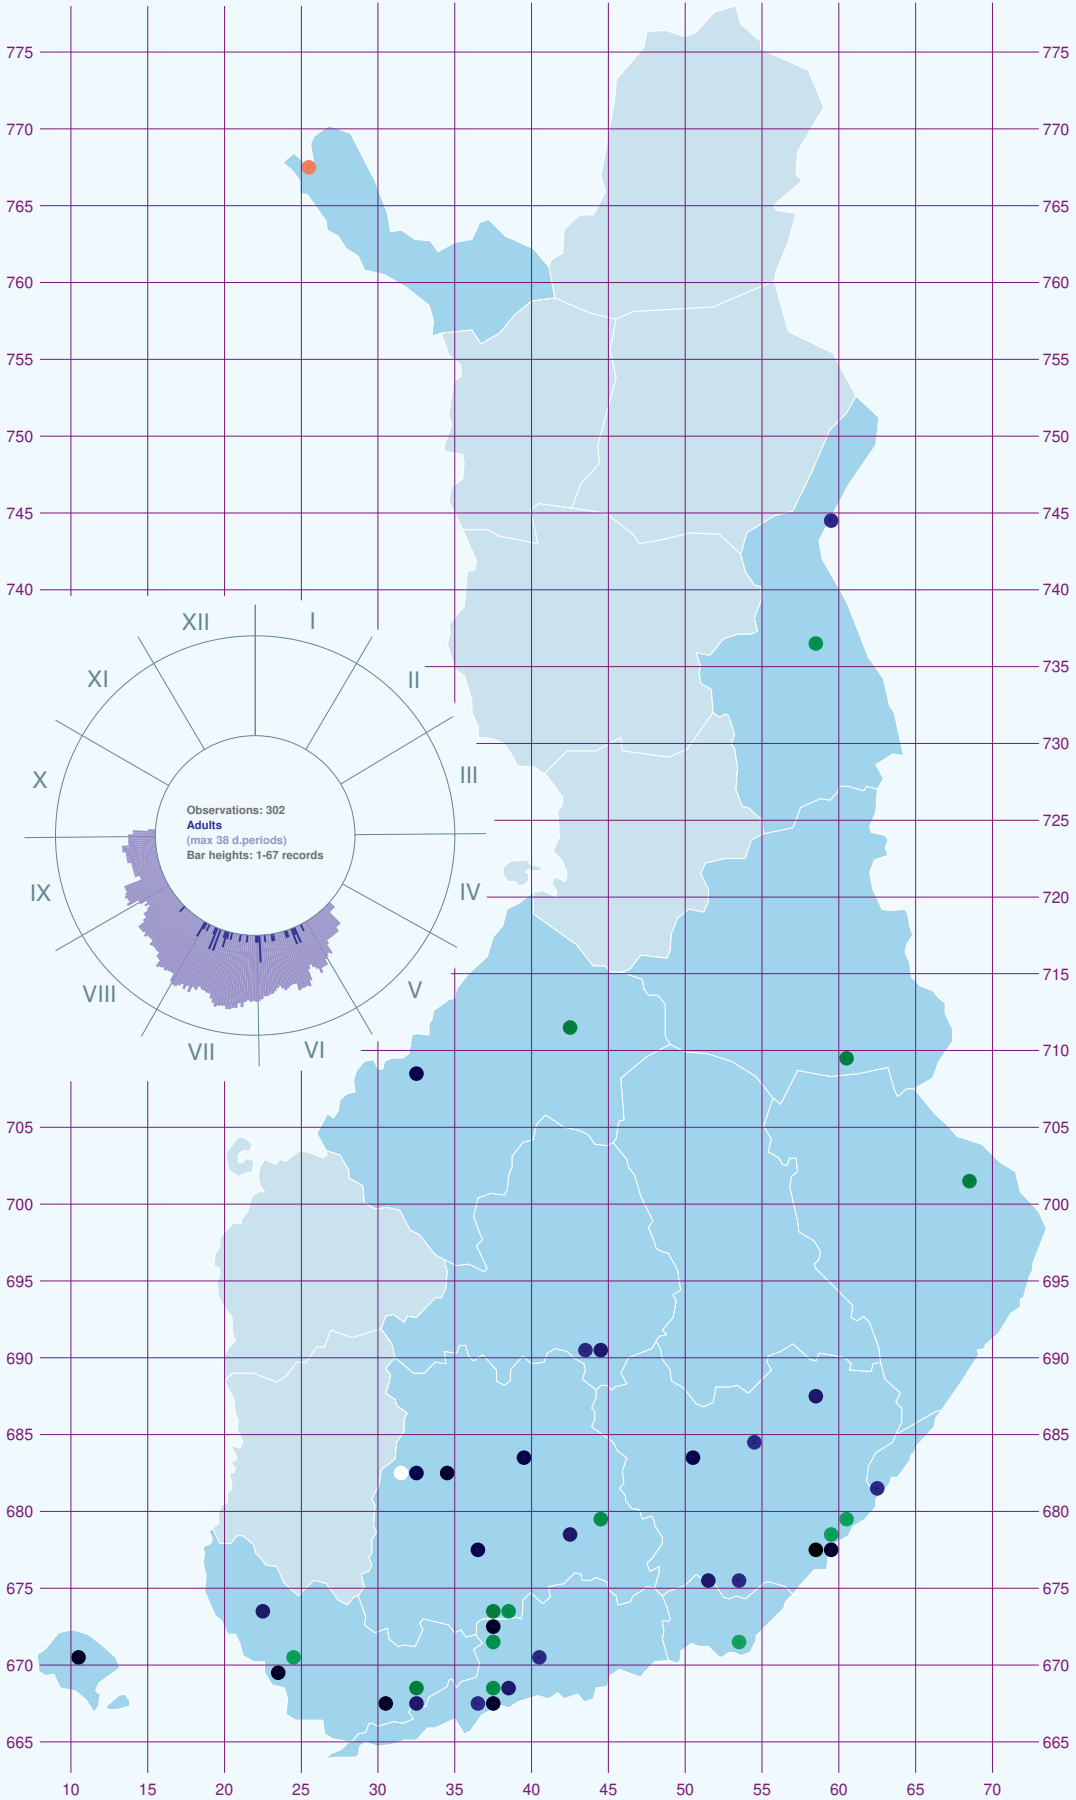 775 775
770 770
765 765
760 760
755 755
750 750
745 745
740 740
XII I
XI II
735
X III
730 730
Observations: 302
Adults
(max 38 d.periods)
Bar heights: 1-67 records
725
IX IV
720
VIII V
715
VII VI
710
705 705
700 700
695 695
690 690
685 685
680 680
675 675
670 670
665 665
10 15 20 25 30 35 40 45 50 55 60 65 70